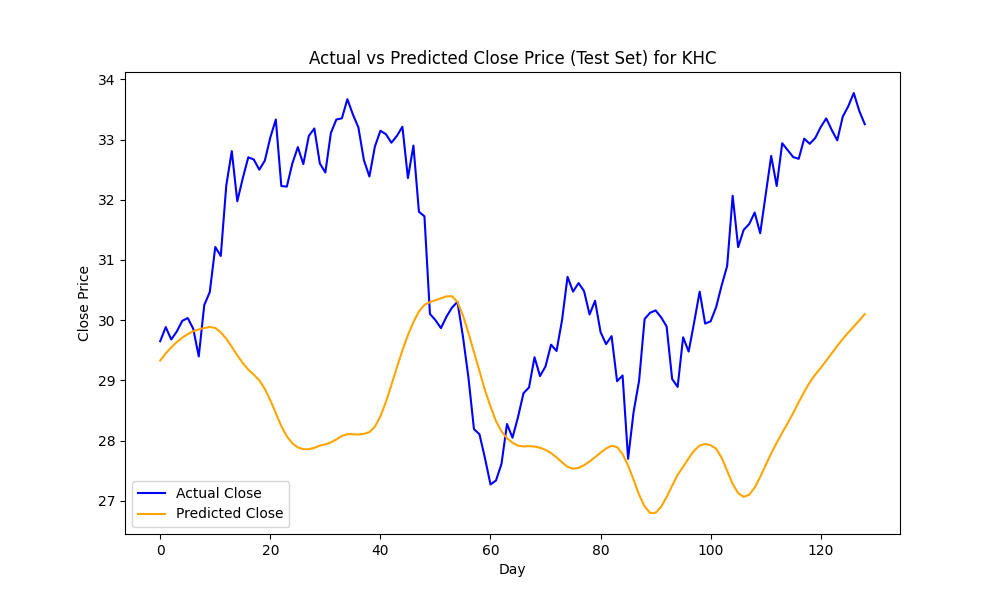 Actual vs Predicted Close Price (Test Set) for KHC
Close Price
34
33
32
31
30
29
28
27
Actual Close
Predicted Close
0 20 40 60 80 100 120
Day